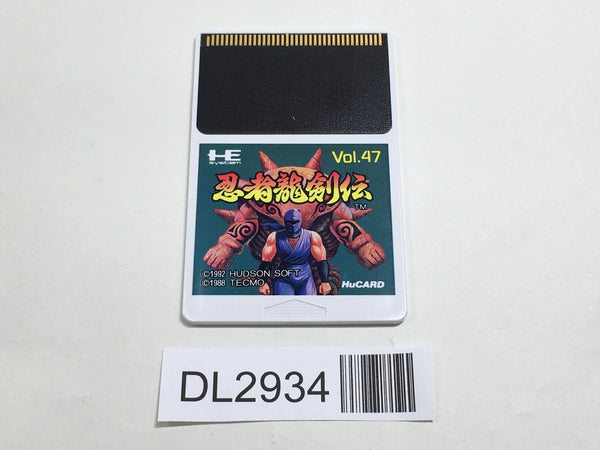 HE system
Vol.47
忍者龍剣伝
TM
©1992 HUDSON SOFT
©1988 TECMO
HuCARD
DL2934